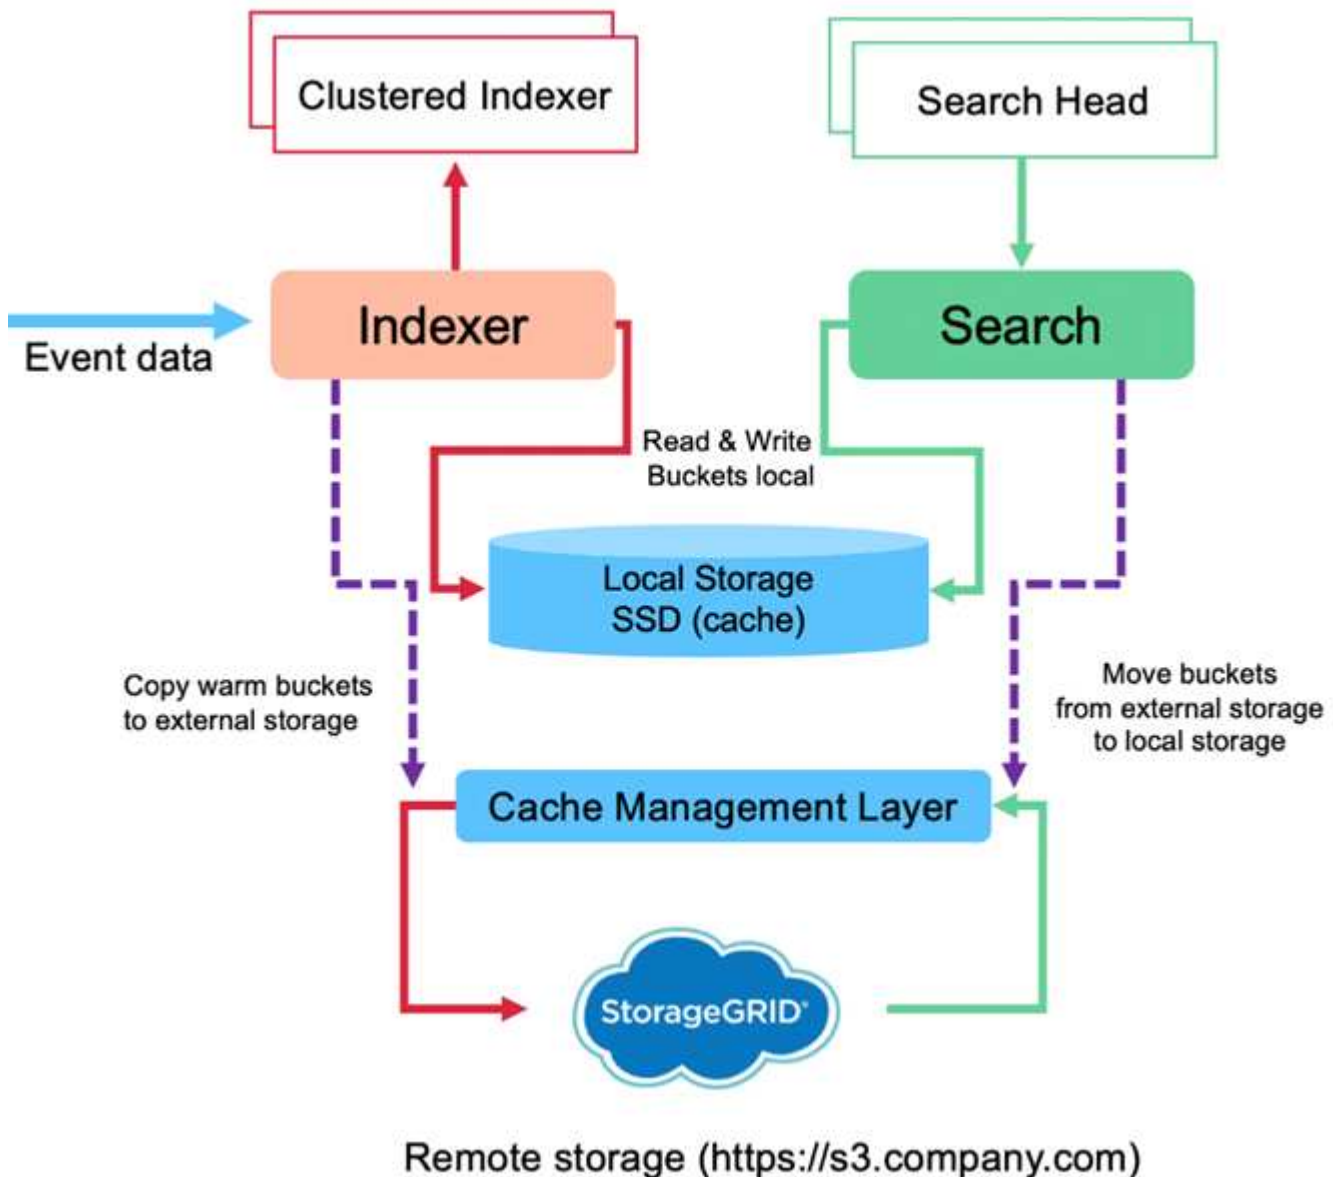 Clustered Indexer
Search Head
Indexer
Search
Event data
Read & Write
Buckets local
Local Storage
SSD (cache)
Copy warm buckets
to external storage
Move buckets
from external storage
to local storage
Cache Management Layer
StorageGRID®
Remote storage (https://s3.company.com)